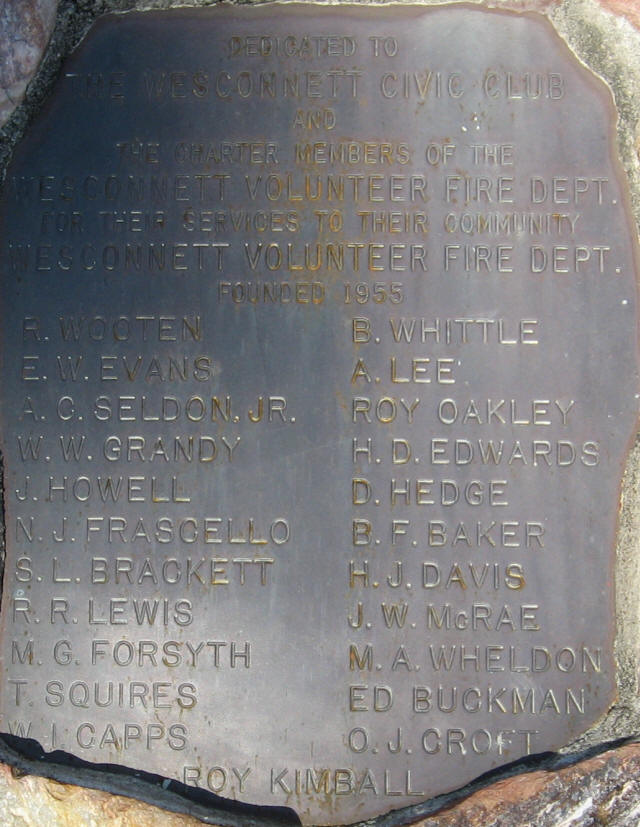 DEDICATED TO
THE WESCONNETT CIVIC CLUB
AND
THE CHARTER MEMBERS OF THE
WESCONNETT VOLUNTEER FIRE DEPT.
FOR THEIR SERVICES TO THEIR COMMUNITY
WESCONNETT VOLUNTEER FIRE DEPT.
FOUNDED 1955
R. WOOTEN B. WHITTLE
E. W. EVANS A. LEE
A. C. SELDON, JR. ROY OAKLEY
W. W. GRANDY H. D. EDWARDS
J. HOWELL D. HEDGE
N. J. FRASCELLO B. F. BAKER
S. L. BRACKETT H. J. DAVIS
R. R. LEWIS J. W. McRAE
M. G. FORSYTH M. A. WHELDON
T. SQUIRES ED BUCKMAN
W. I. CAPPS O. J. CROFT
ROY KIMBALL